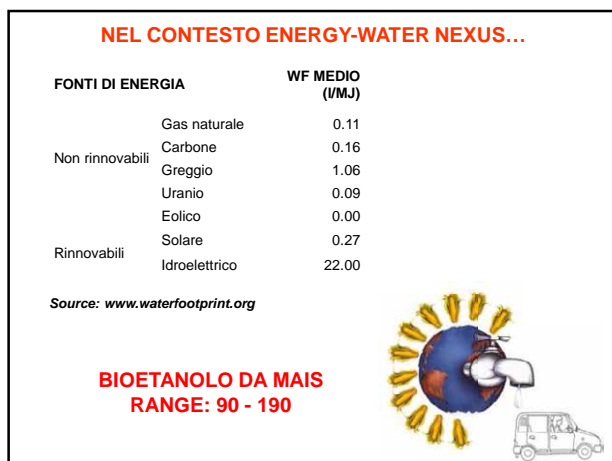 NEL CONTESTO ENERGY-WATER NEXUS…
FONTI DI ENERGIA WF MEDIO (l/MJ)
Non rinnovabili
Gas naturale 0.11
Carbone 0.16
Greggio 1.06
Uranio 0.09
Rinnovabili
Eolico 0.00
Solare 0.27
Idroelettrico 22.00
Source: www.waterfootprint.org
BIOETANOLO DA MAIS
RANGE: 90 - 190